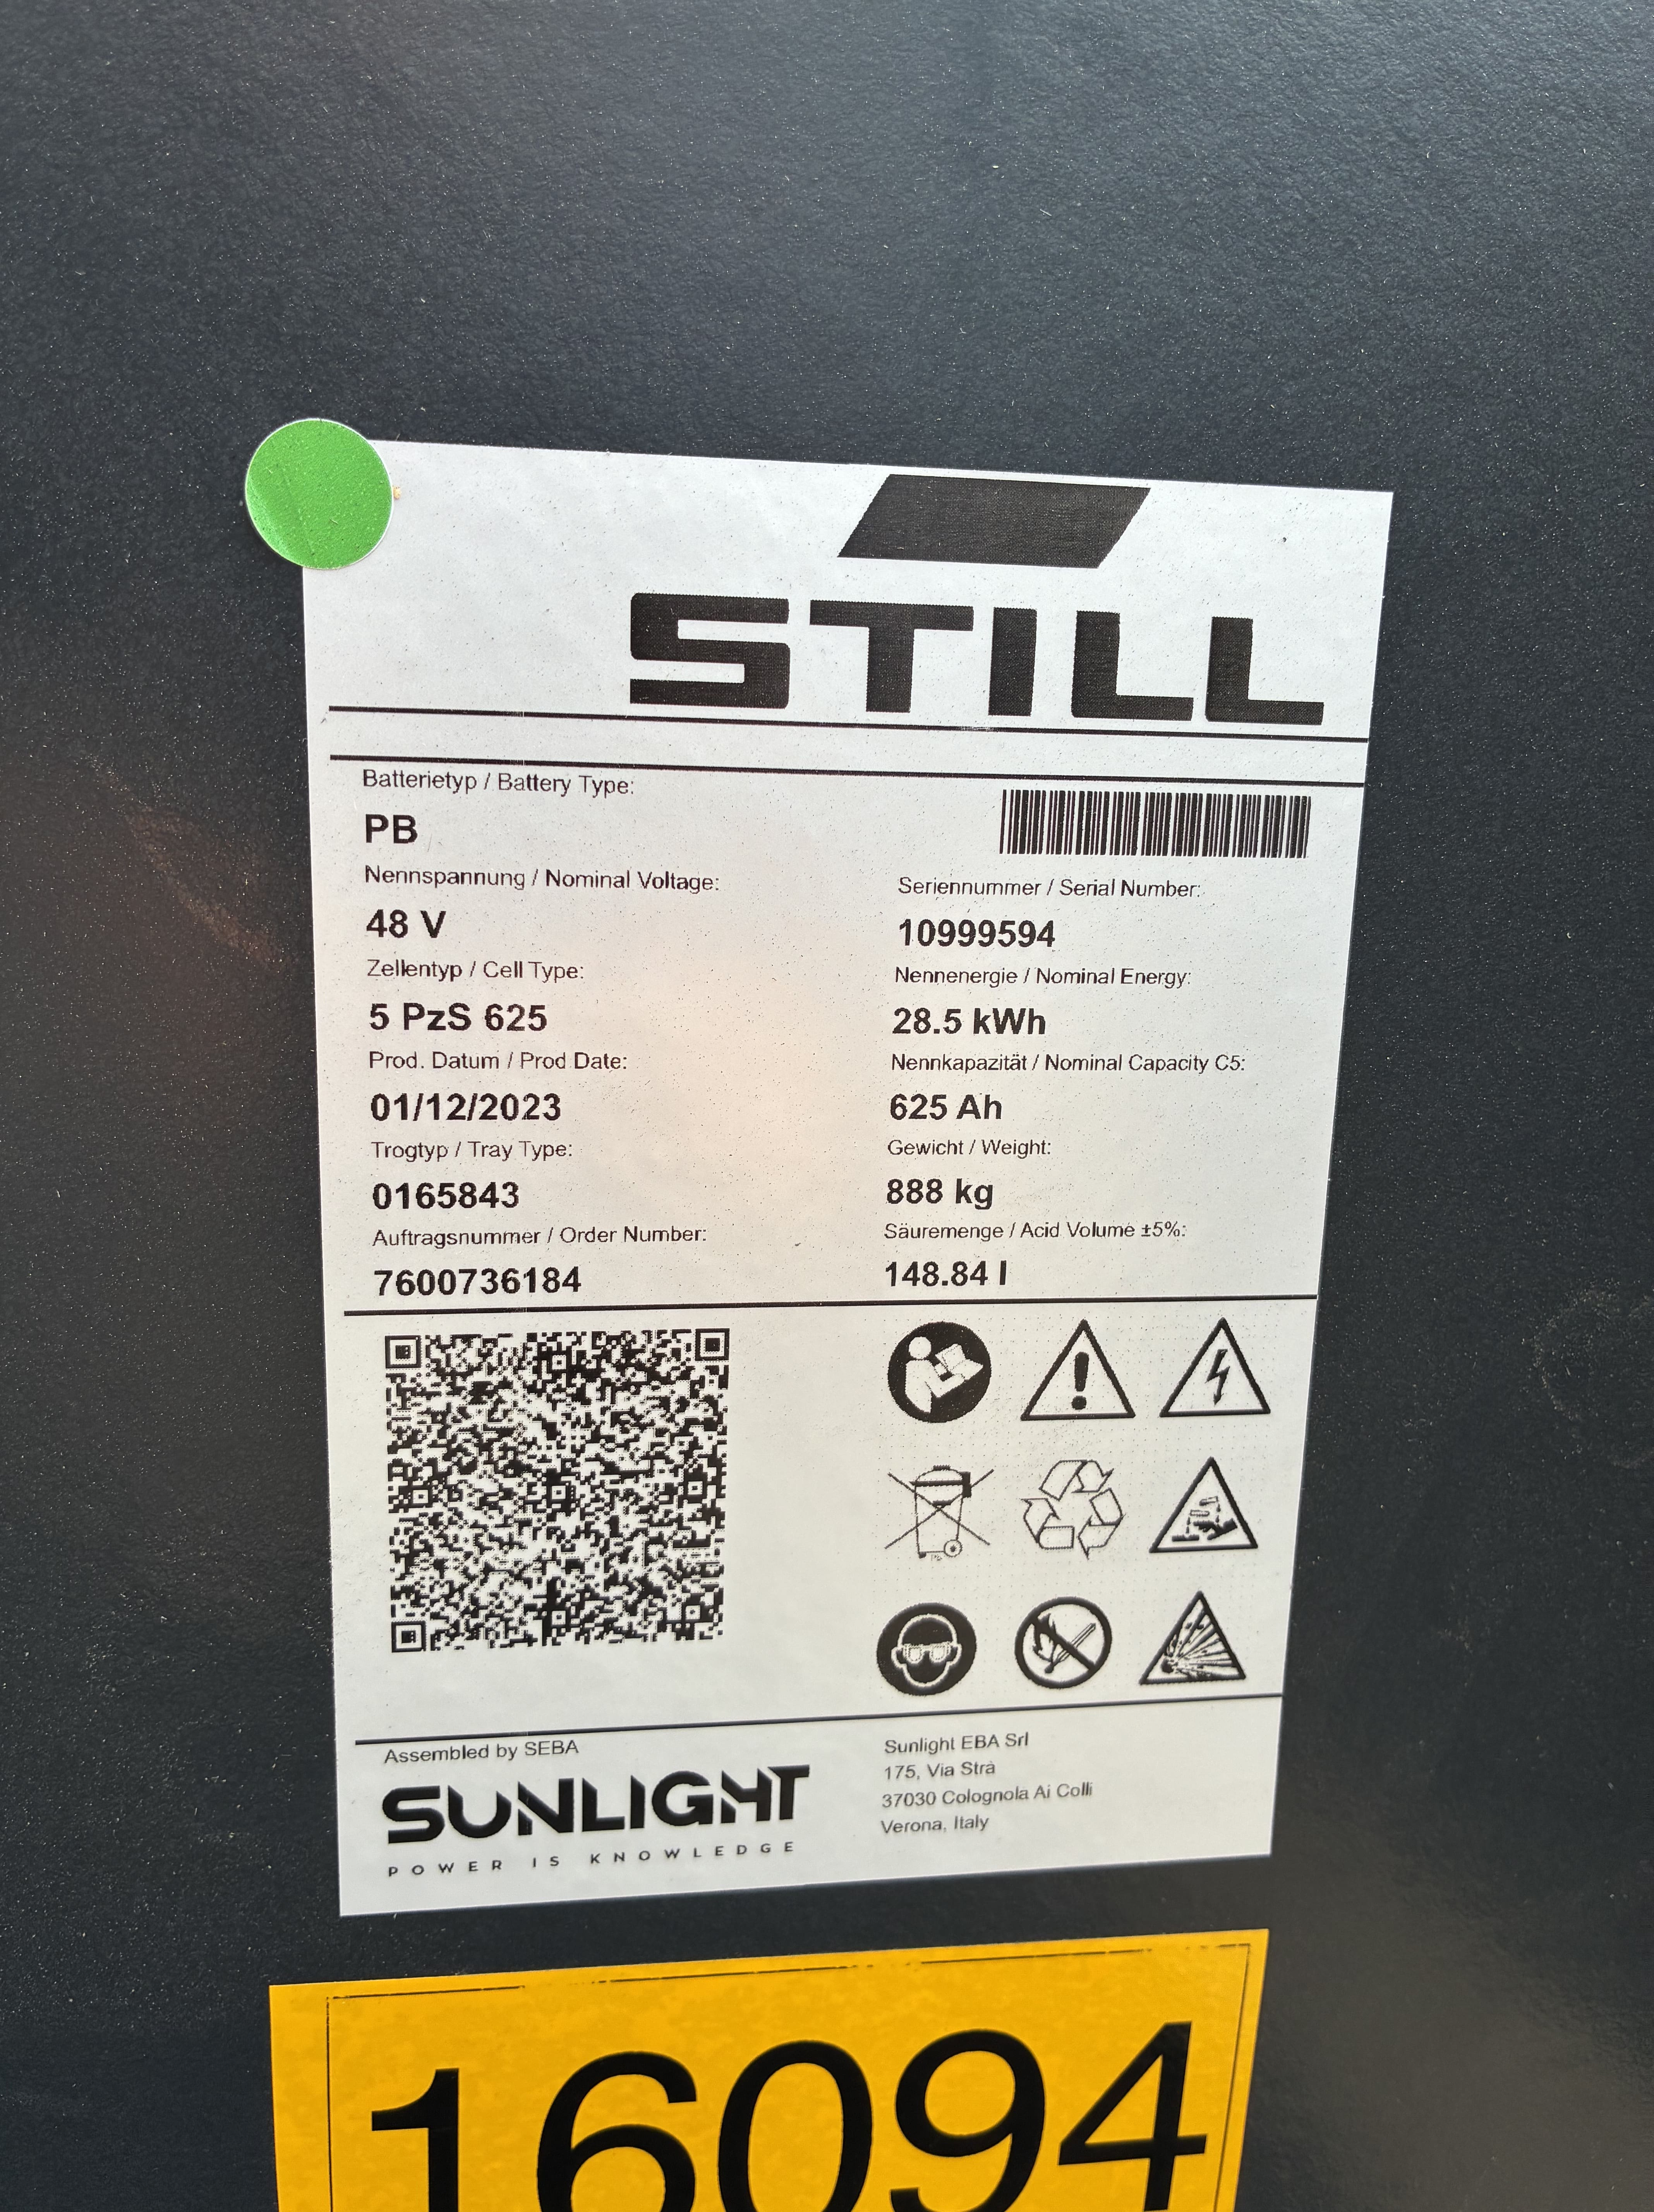 STILL
Batterietyp / Battery Type:
PB
Nennspannung / Nominal Voltage:
48 V
Zellentyp / Cell Type:
5 PzS 625
Prod. Datum / Prod Date:
01/12/2023
Trogtyp / Tray Type:
0165843
Auftragsnummer / Order Number:
7600736184
Seriennummer / Serial Number:
10999594
Nennenergie / Nominal Energy:
28.5 kWh
Nennkapazität / Nominal Capacity C5:
625 Ah
Gewicht / Weight:
888 kg
Säuremenge / Acid Volume ±5%:
148.84 l
Assembled by SEBA
SUNLIGHT
POWER IS KNOWLEDGE
Sunlight EBA Srl
175, Via Strà
37030 Colognola Ai Colli
Verona, Italy
16094